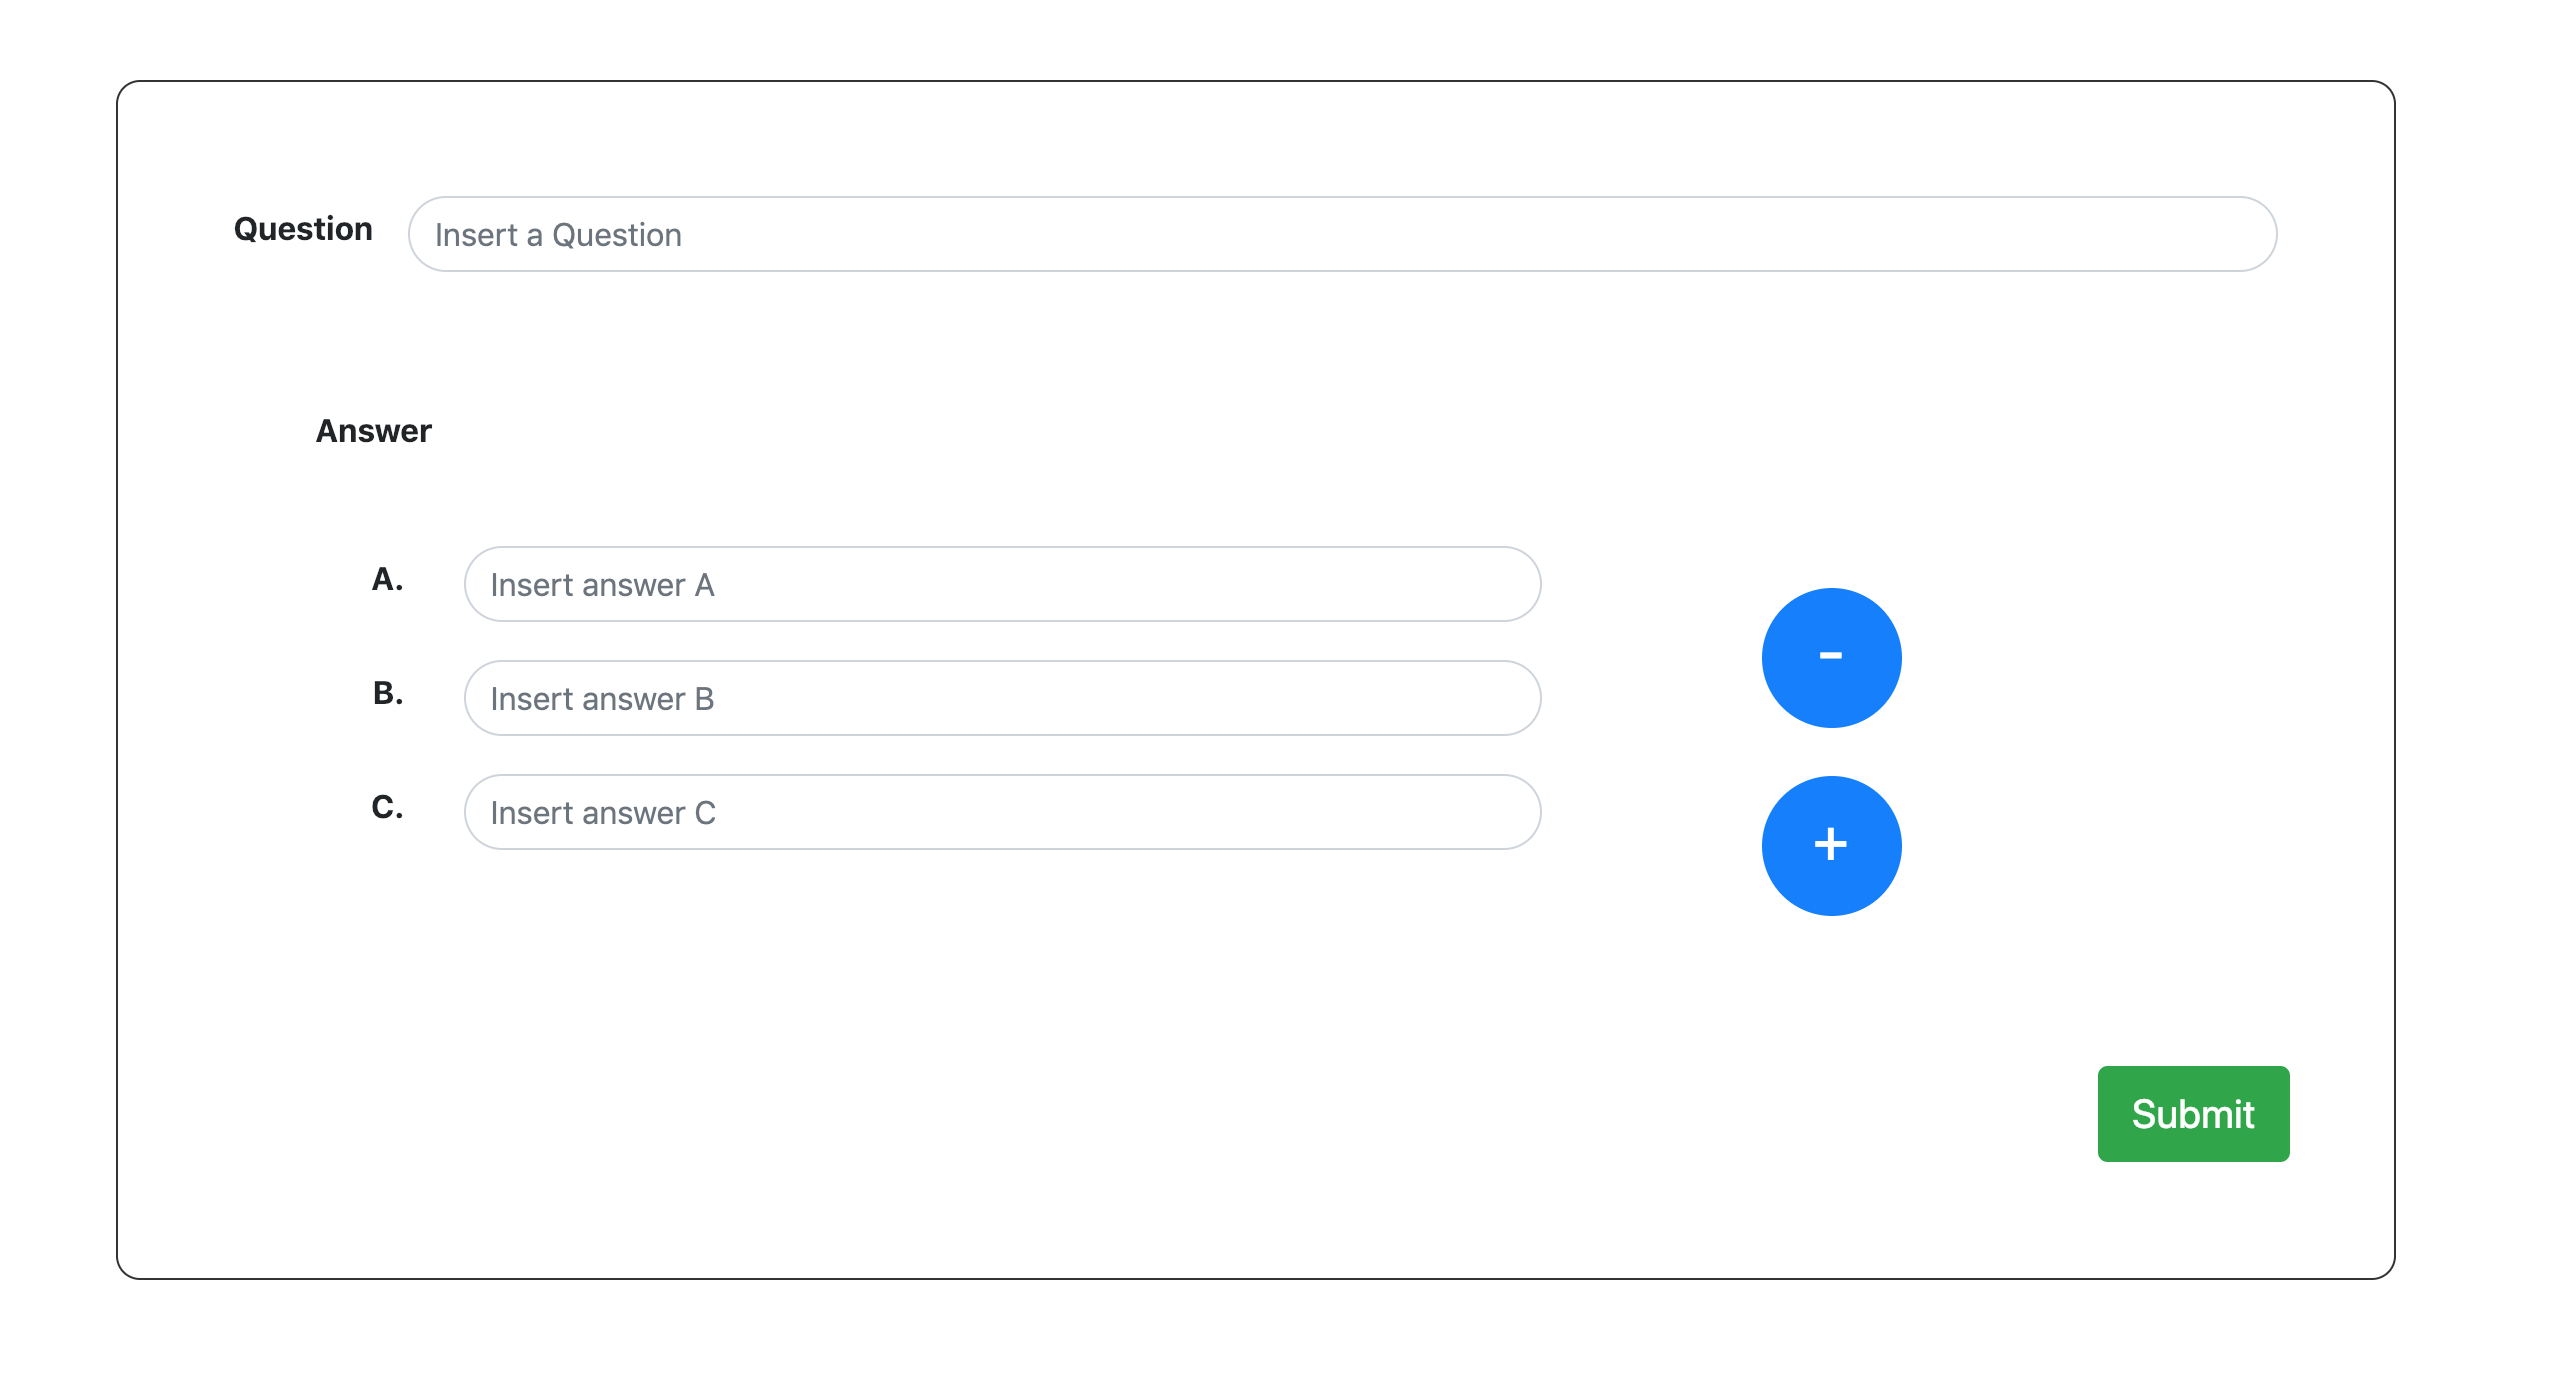 Question Insert a Question
Answer
A. Insert answer A
-
B. Insert answer B
C. Insert answer C
+
Submit